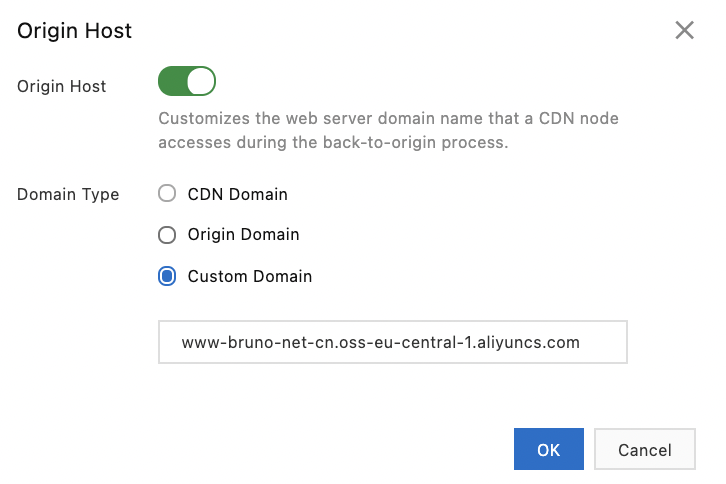 Origin Host
Origin Host
Customizes the web server domain name that a CDN node
accesses during the back-to-origin process.
Domain Type
CDN Domain
Origin Domain
Custom Domain
www-bruno-net-cn.oss-eu-central-1.aliyuncs.com
OK
Cancel